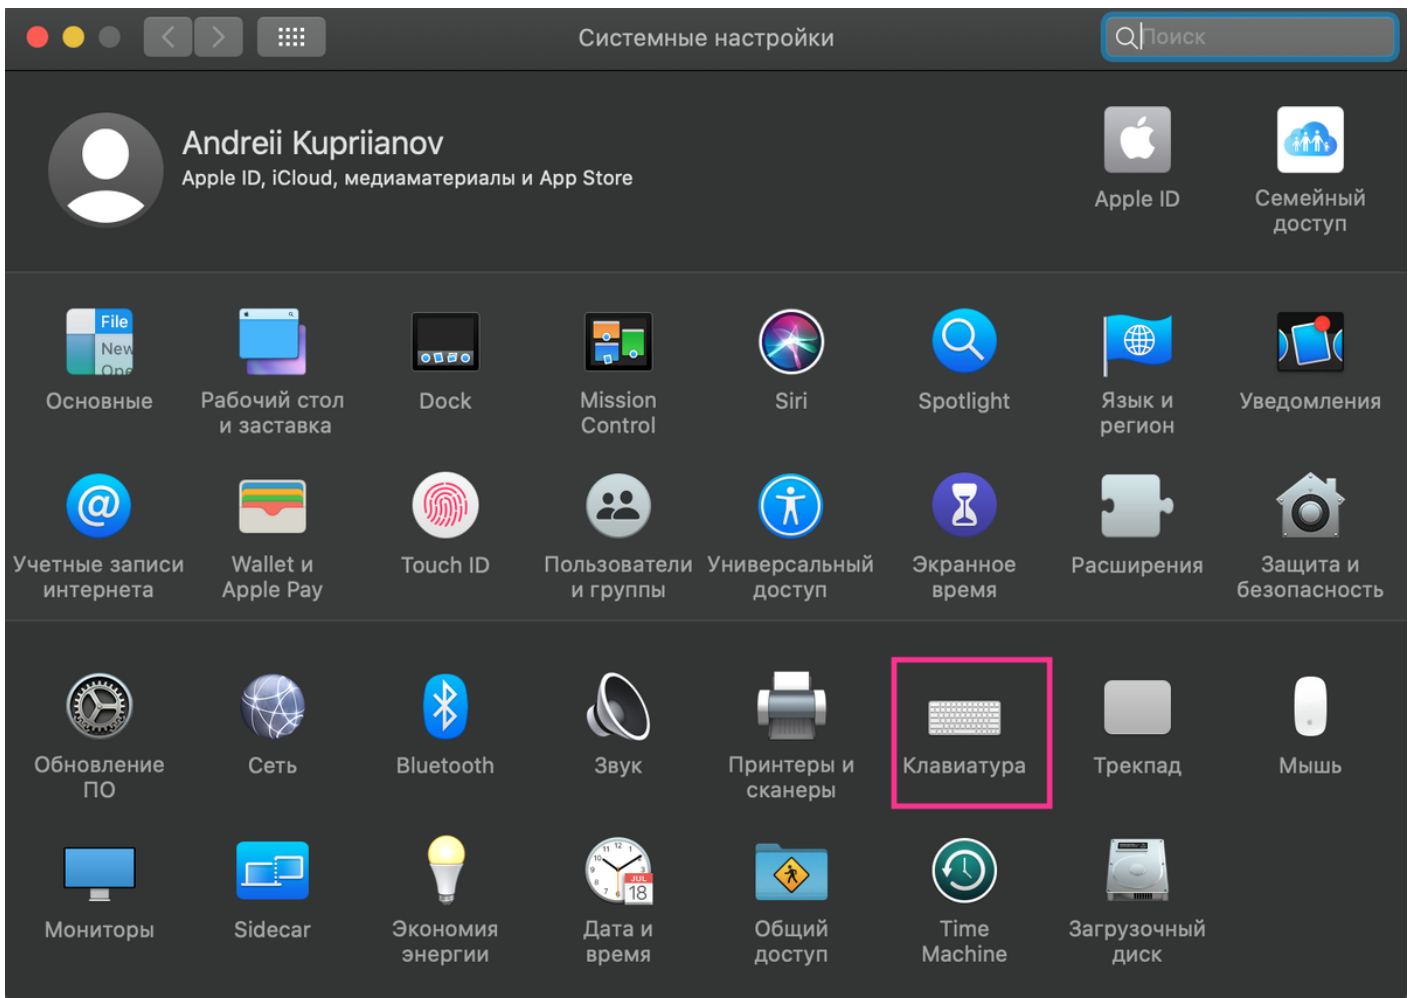 Системные настройки
Поиск
Andreii Kupriianov
Apple ID, iCloud, медиаматериалы и App Store
Apple ID
Семейный
доступ
File
New
Ope
Основные
Рабочий стол
и заставка
Dock
Mission
Control
Siri
Spotlight
Язык и
регион
Уведомления
@
Учетные записи
интернета
Wallet и
Apple Pay
Touch ID
Пользователи
и группы
Универсальный
доступ
Экранное
время
Расширения
Защита и
безопасность
Обновление
ПО
Сеть
Bluetooth
Звук
Принтеры и
сканеры
Клавиатура
Трекпад
Мышь
Мониторы
Sidecar
Экономия
энергии
JUL
18
Дата и
время
Общий
доступ
Time
Machine
Загрузочный
диск